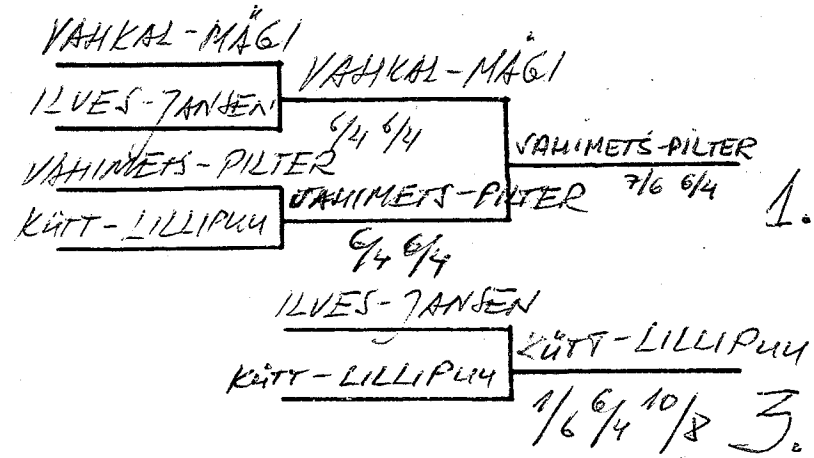 VAHKAL-MÄGI
VAHKAL-MÄGI
ILVES-JANSEN
6/4 6/4
VAHIMETS-PILTER
7/6 6/4
1.
VAHIMETS-PILTER
VAHIMETS-PILTER
KÜTT-LILLIPUU
6/4 6/4
ILVES-JANSEN
KÜTT-LILLIPUU
KÜTT-LILLIPUU
1/6 6/4 10/8
3.